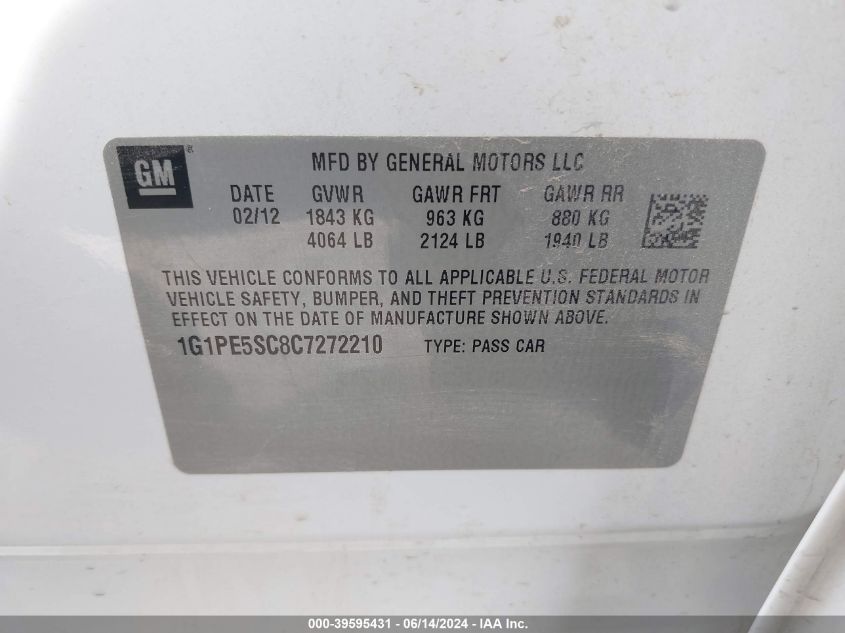 GM
MFD BY GENERAL MOTORS LLC
DATE GVWR GAWR FRT GAWR RR
02/12 1843 KG 963 KG 880 KG
4064 LB 2124 LB 1940 LB
THIS VEHICLE CONFORMS TO ALL APPLICABLE U.S. FEDERAL MOTOR
VEHICLE SAFETY, BUMPER, AND THEFT PREVENTION STANDARDS IN
EFFECT ON THE DATE OF MANUFACTURE SHOWN ABOVE.
1G1PE5SC8C7272210 TYPE: PASS CAR
000-39595431 - 06/14/2024 - IAA Inc.